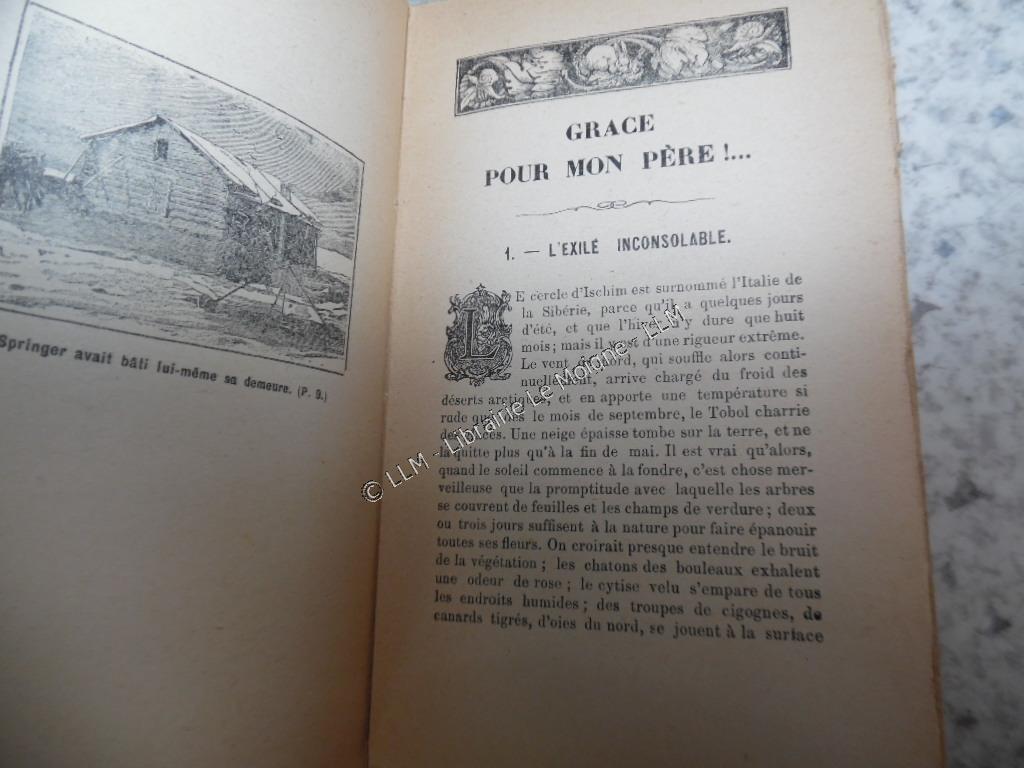 Springer avait bâti lui-même sa demeure. (P. 9.)
GRACE
POUR MON PÈRE !...
1. — L'EXILÉ INCONSOLABLE.
LE cercle d'Ischim est surnommé l'Italie de
la Sibérie, parce qu'il a quelques jours
d'été, et que l'hiver n'y dure que huit
mois ; mais il y est d'une rigueur extrême.
Le vent du nord, qui souffle alors conti-
nuellement, arrive chargé du froid des
déserts arctiques, et en apporte une température si
rude que dès le mois de septembre, le Tobol charrie
des glaces. Une neige épaisse tombe sur la terre, et ne
la quitte plus qu'à la fin de mai. Il est vrai qu'alors,
quand le soleil commence à la fondre, c'est chose mer-
veilleuse que la promptitude avec laquelle les arbres
se couvrent de feuilles et les champs de verdure ; deux
ou trois jours suffisent à la nature pour faire épanouir
toutes ses fleurs. On croirait presque entendre le bruit
de la végétation ; les chatons des bouleaux exhalent
une odeur de rose ; le cytise velu s'empare de tous
les endroits humides ; des troupes de cigognes, de
canards tigrés, d'oies du nord, se jouent à la surface
© LLM - Librairie Le Moigne LLM